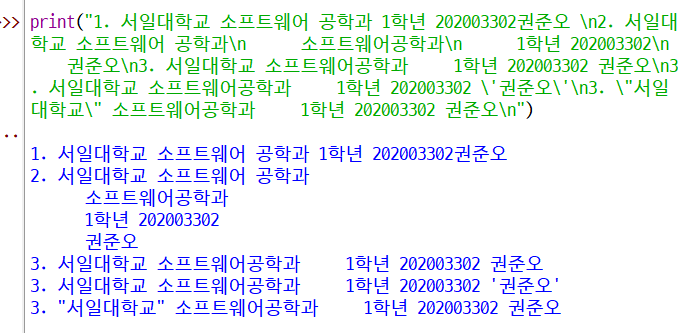 >>> print("1. 서일대학교 소프트웨어 공학과 1학년 202003302권준오 \n2. 서일대
학교 소프트웨어 공학과\n     소프트웨어공학과\n      1학년 202003302\n
    권준오\n3. 서일대학교 소프트웨어공학과     1학년 202003302 권준오\n3
. 서일대학교 소프트웨어공학과     1학년 202003302 \'권준오\'\n3. \"서일
대학교\" 소프트웨어공학과     1학년 202003302 권준오\n")
..
1. 서일대학교 소프트웨어 공학과 1학년 202003302권준오
2. 서일대학교 소프트웨어 공학과
      소프트웨어공학과
      1학년 202003302
      권준오
3. 서일대학교 소프트웨어공학과     1학년 202003302 권준오
3. 서일대학교 소프트웨어공학과     1학년 202003302 '권준오'
3. "서일대학교" 소프트웨어공학과     1학년 202003302 권준오